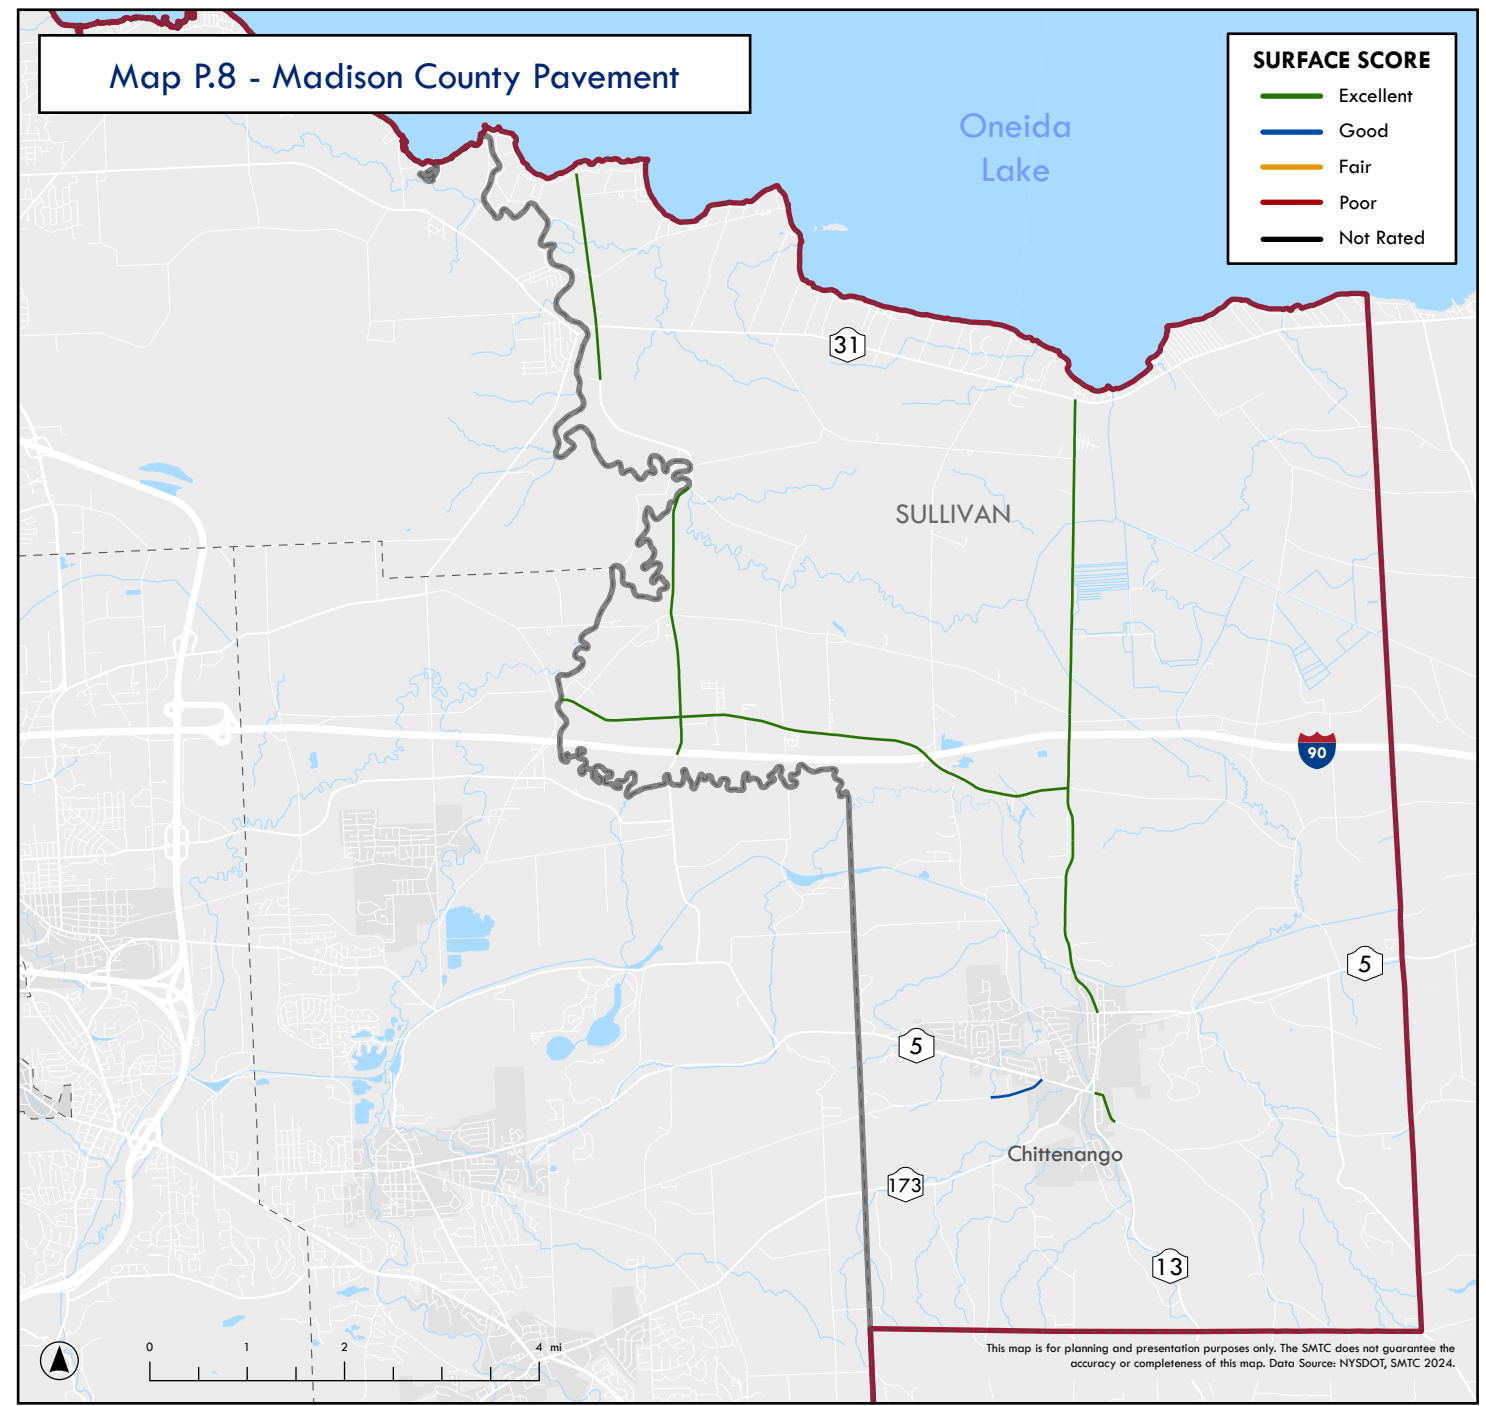 Map P.8 - Madison County Pavement
SURFACE SCORE
Excellent
Good
Fair
Poor
Not Rated
Oneida
Lake
31
SULLIVAN
90
5
5
Chittenango
173
13
0 1 2 4 mi
This map is for planning and presentation purposes only. The SMTC does not guarantee the
accuracy or completeness of this map. Data Source: NYSDOT, SMTC 2024.